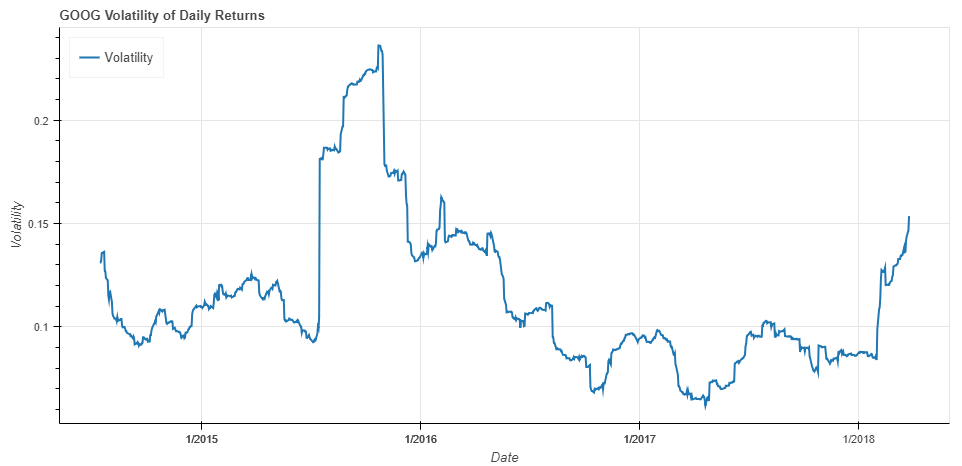 GOOG Volatility of Daily Returns
Volatility
0.2
0.15
0.1
Volatility
1/2015 1/2016 1/2017 1/2018
Date